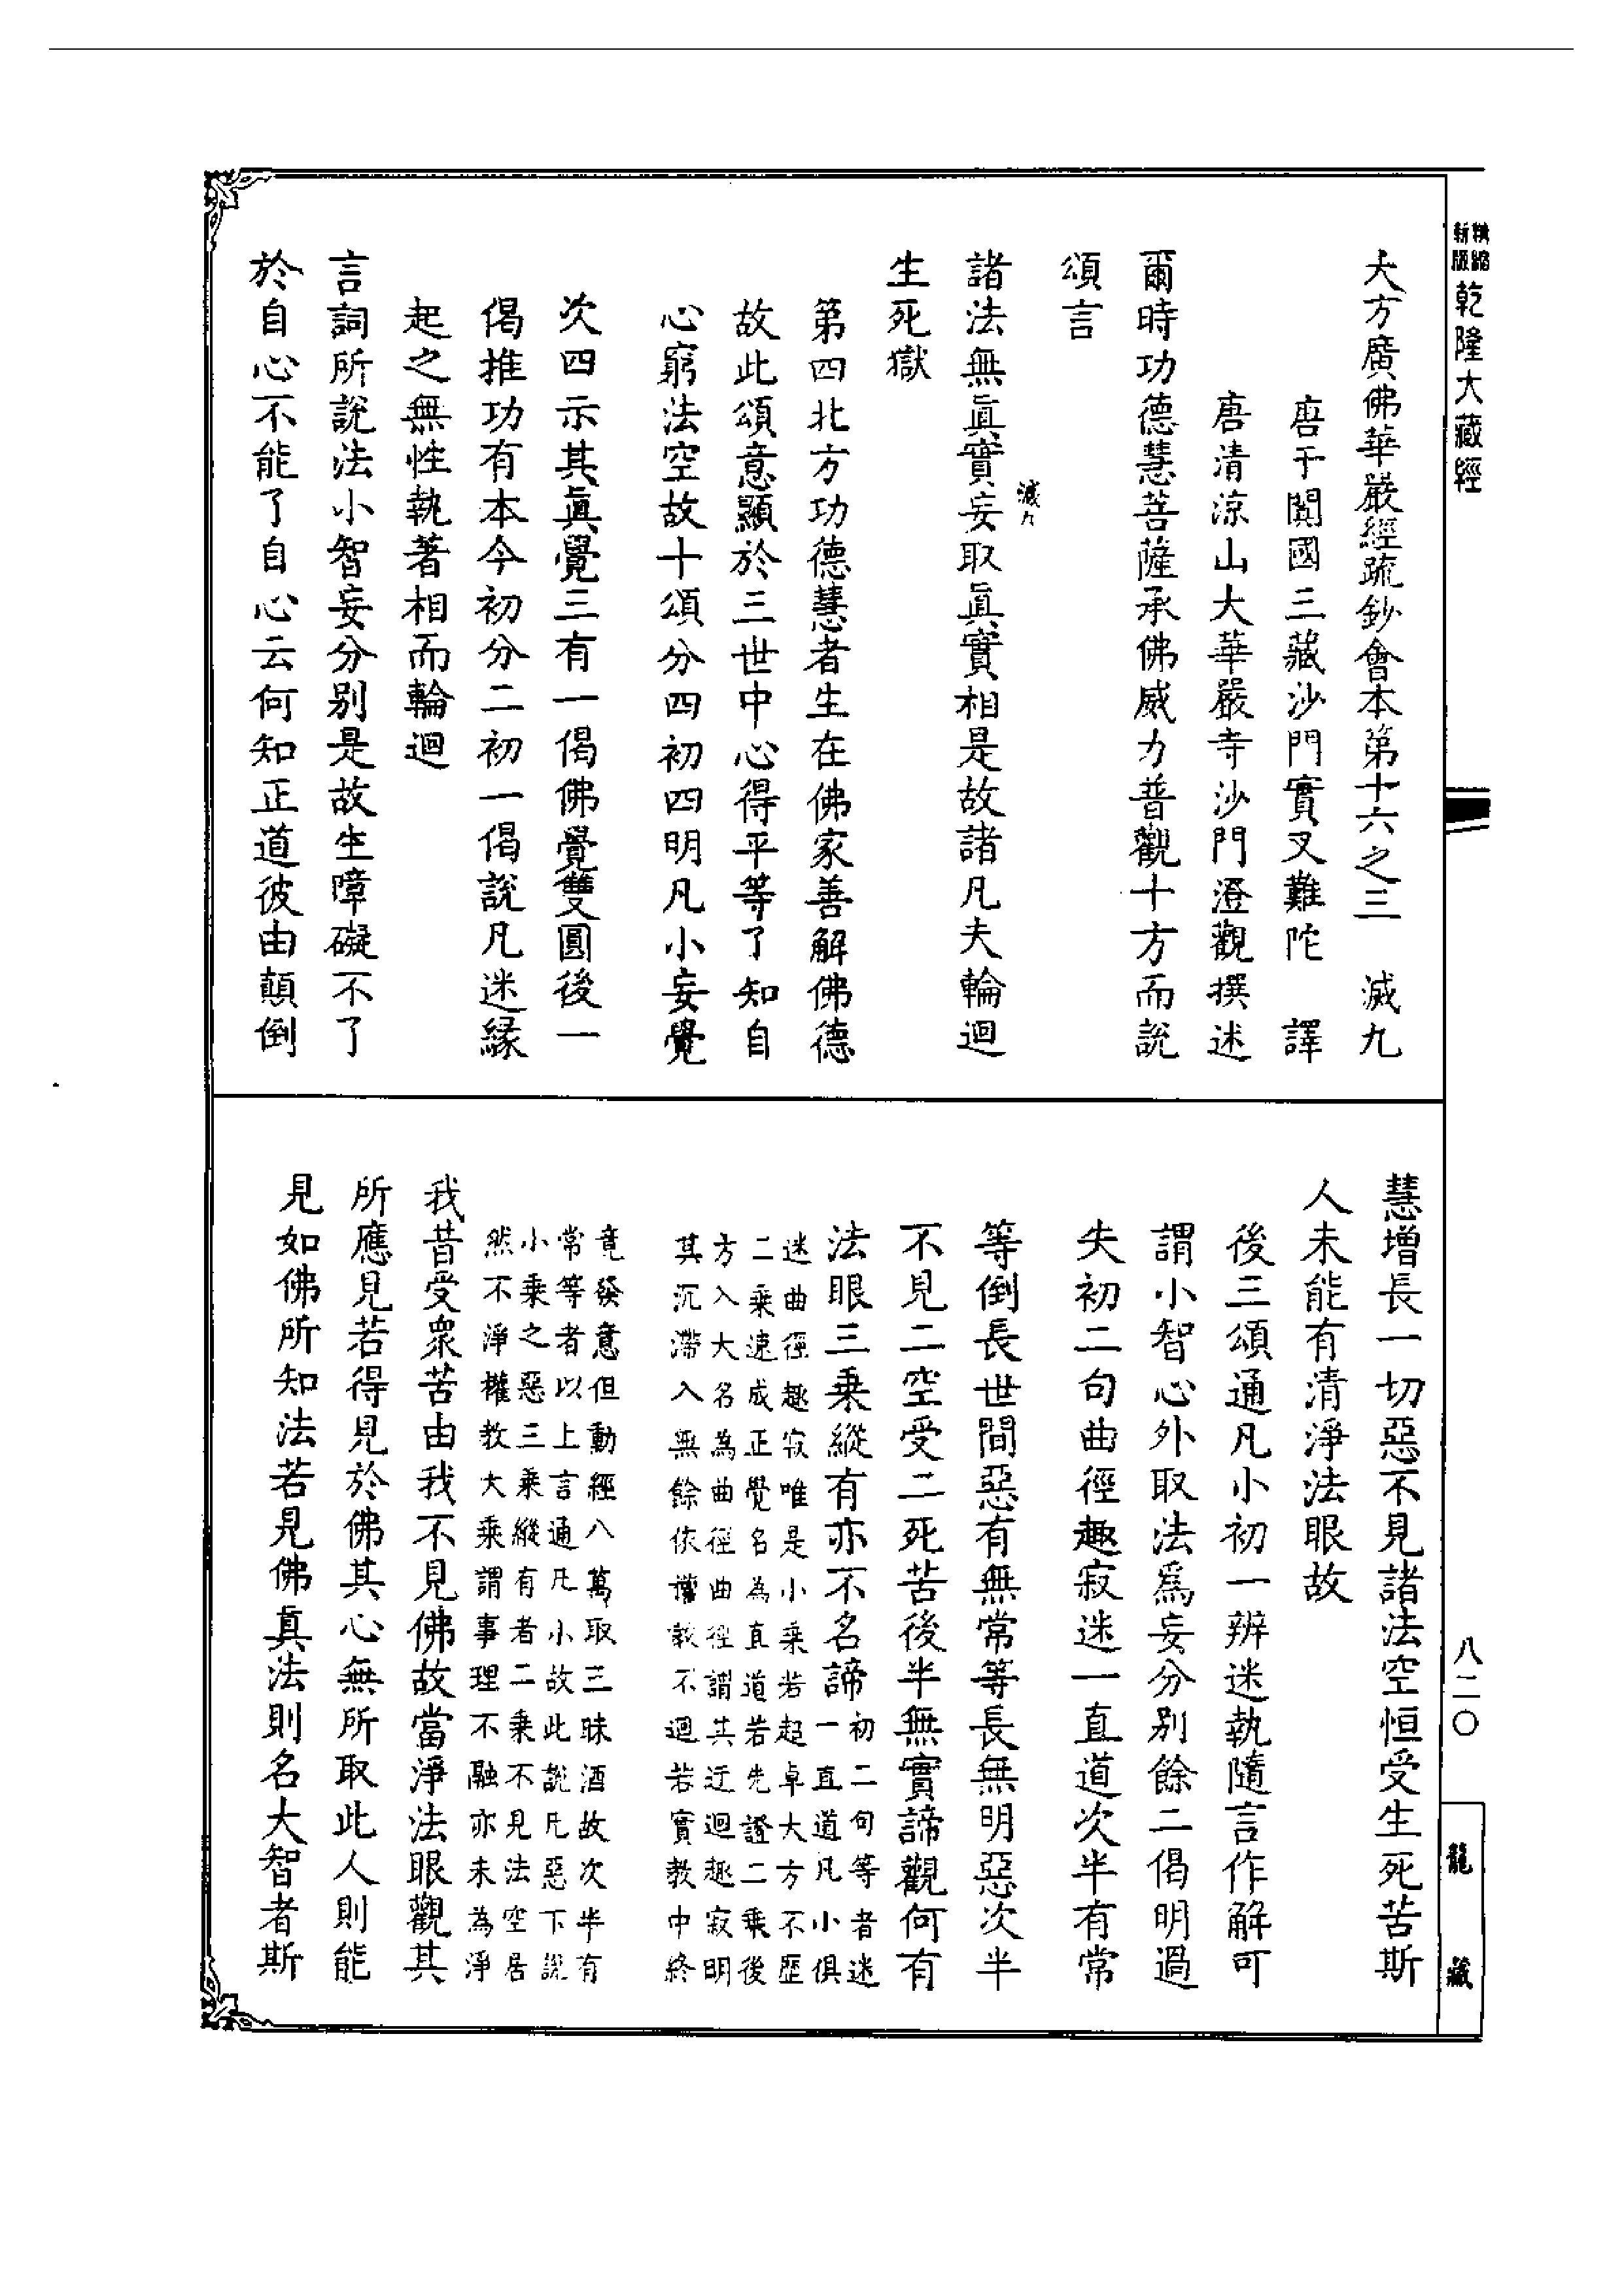 精縮
新版
乾隆大藏經
大方廣佛華嚴經疏鈔會本第十六之三　滅九
唐于闐國三藏沙門實叉難陀　譯
唐清涼山大華嚴寺沙門澄觀撰述
爾時功德慧菩薩承佛威力普觀十方而說
頌言
滅九
諸法無眞實妄取眞實相是故諸凡夫輪迴
生死獄
第四北方功德慧者生在佛家善解佛德
故此頌意顯於三世中心得平等了知自
心窮法空故十頌分四初四明凡小妄覺
次四示其眞覺三有一偈佛覺雙圓後一
偈推功有本今初分二初一偈說凡迷緣
起之無性執著相而輪迴
言詞所說法小智妄分別是故生障礙不了
於自心不能了自心云何知正道彼由顛倒
慧增長一切惡不見諸法空恒受生死苦斯
人未能有清淨法眼故
後三頌通凡小初一辨迷執隨言作解可
謂小智心外取法爲妄分別餘二偈明過
失初二句曲徑趣寂迷一直道次半有常
等倒長世間惡有無常等長無明惡次半
不見二空受二死苦後半無實諦觀何有
法眼三乘縱有亦不名諦
初二句等者迷
一直道凡小俱
迷曲徑趣寂唯是小乘若起卓大方不歷
二乘速成正覺名為直道若先證二乘後
方入大名為曲徑曲徑謂其迂迴趣寂明
其沉滯入無餘依權教不迴若實教中終
竟發意但動經八萬取三昧酒故次半有
常等者以上言通凡小故此說凡惡下說
小乘之惡三乘縱有者二乘不見法空居
然不淨權教大乘謂事理不融亦未為淨
我昔受眾苦由我不見佛故當淨法眼觀其
所應見若得見於佛其心無所取此人則能
見如佛所知法若見佛真法則名大智者斯
八二〇
龍藏